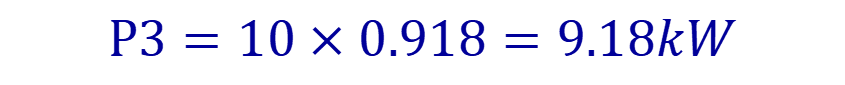 P3 = 10 × 0.918 = 9.18kW